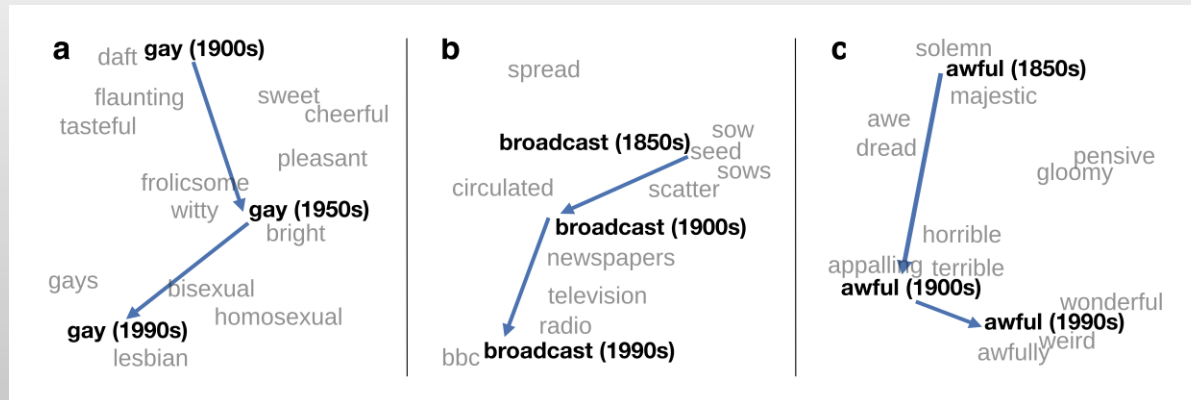 a
daft gay (1900s)
flaunting
sweet
tasteful
cheerful
pleasant
frolicsome
witty
gay (1950s)
bright
gays
bisexual
homosexual
gay (1990s)
lesbian
b
spread
broadcast (1850s)
sow
seed
sows
circulated
scatter
broadcast (1900s)
newspapers
television
radio
bbc broadcast (1990s)
c
solemn
awful (1850s)
majestic
awe
dread
pensive
gloomy
horrible
appalling terrible
awful (1900s)
wonderful
awful (1990s)
weird
awfully